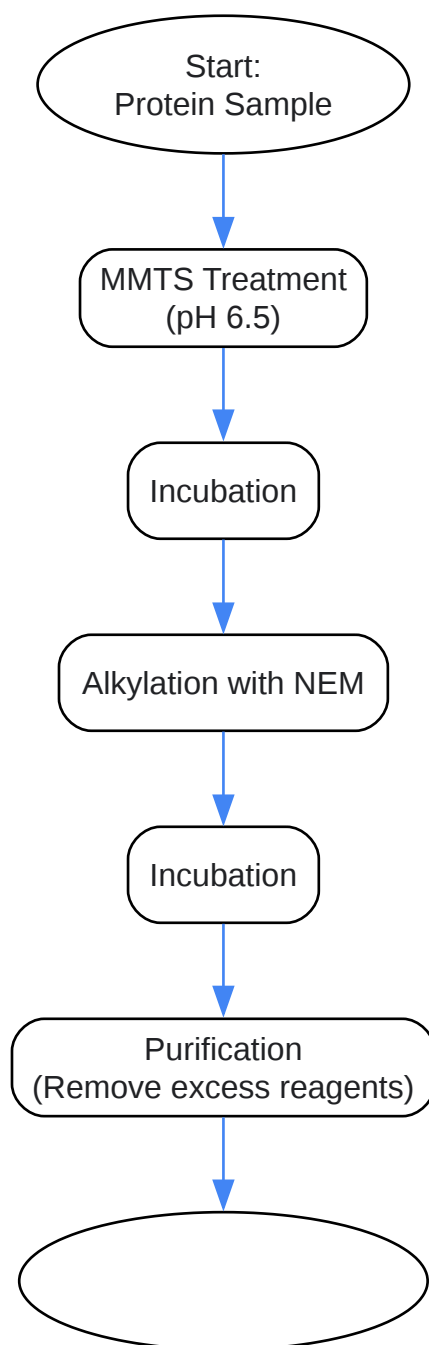 Start:
Protein Sample
MMTS Treatment
(pH 6.5)
Incubation
Alkylation with NEM
Incubation
Purification
(Remove excess reagents)